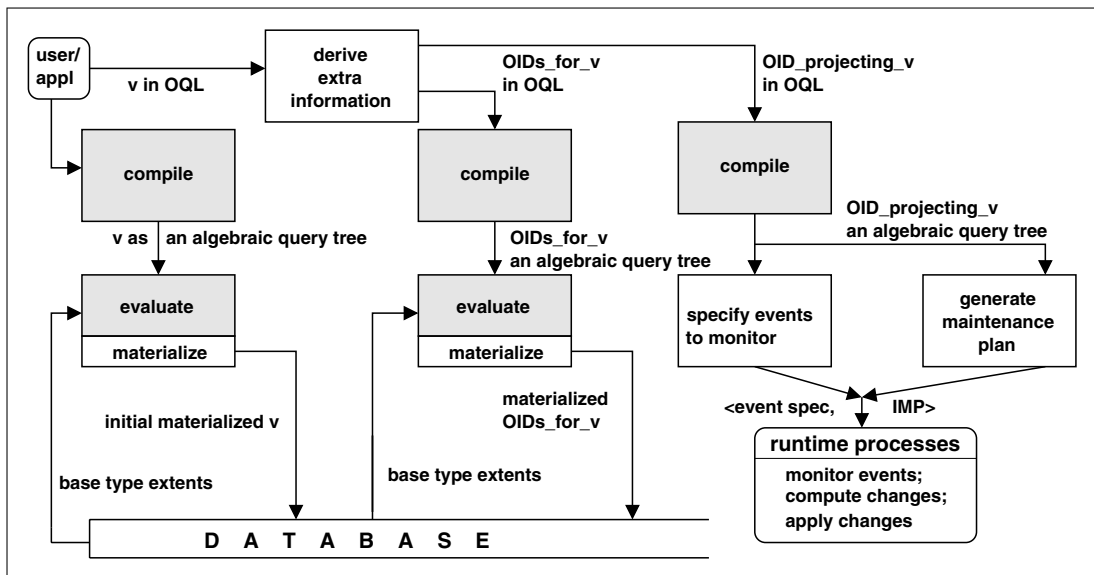 user/
appl
v in OQL
derive
extra
information
OIDs_for_v
in OQL
OID_projecting_v
in OQL
compile
compile
compile
v as an algebraic query tree
OIDs_for_v
an algebraic query tree
OID_projecting_v
an algebraic query tree
evaluate
materialize
evaluate
materialize
specify events
to monitor
generate
maintenance
plan
initial materialized v
materialized
OIDs_for_v
<event spec, IMP>
base type extents
base type extents
runtime processes
monitor events;
compute changes;
apply changes
D A T A B A S E